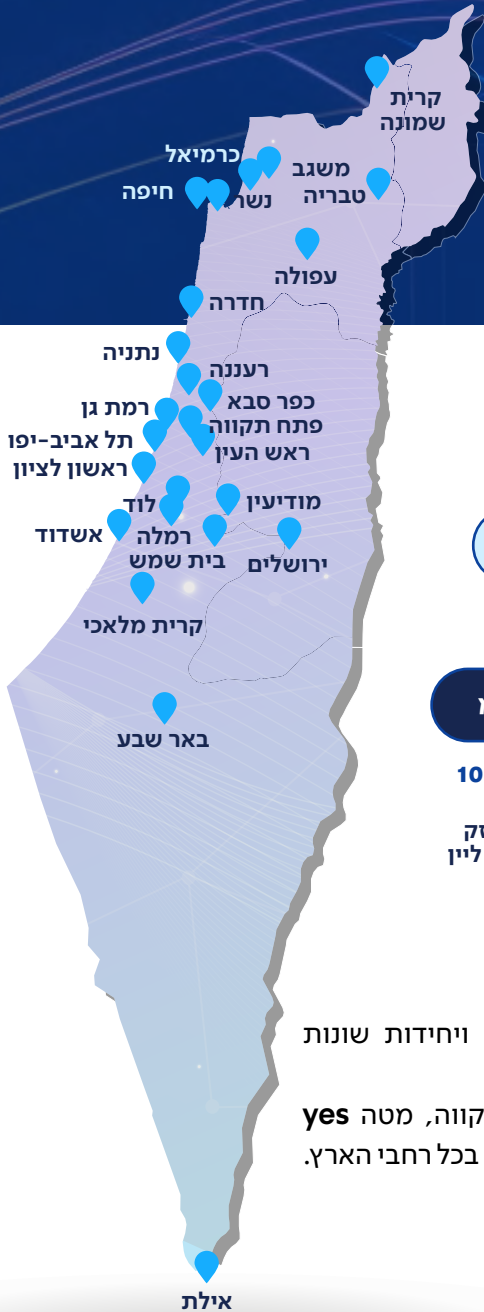 קרית
שמונה
כרמיאל
משגב
נשר
טבריה
חיפה
עפולה
חדרה
נתניה
רעננה
כפר סבא
רמת גן
פתח תקווה
תל אביב-יפו
ראש העין
ראשון לציון
מודיעין
לוד
אשדוד
רמלה
ירושלים
בית שמש
קרית מלאכי
10
באר שבע
ליין
ויחידות שונות
קווה, מטה yes
בכל רחבי הארץ.
אילת